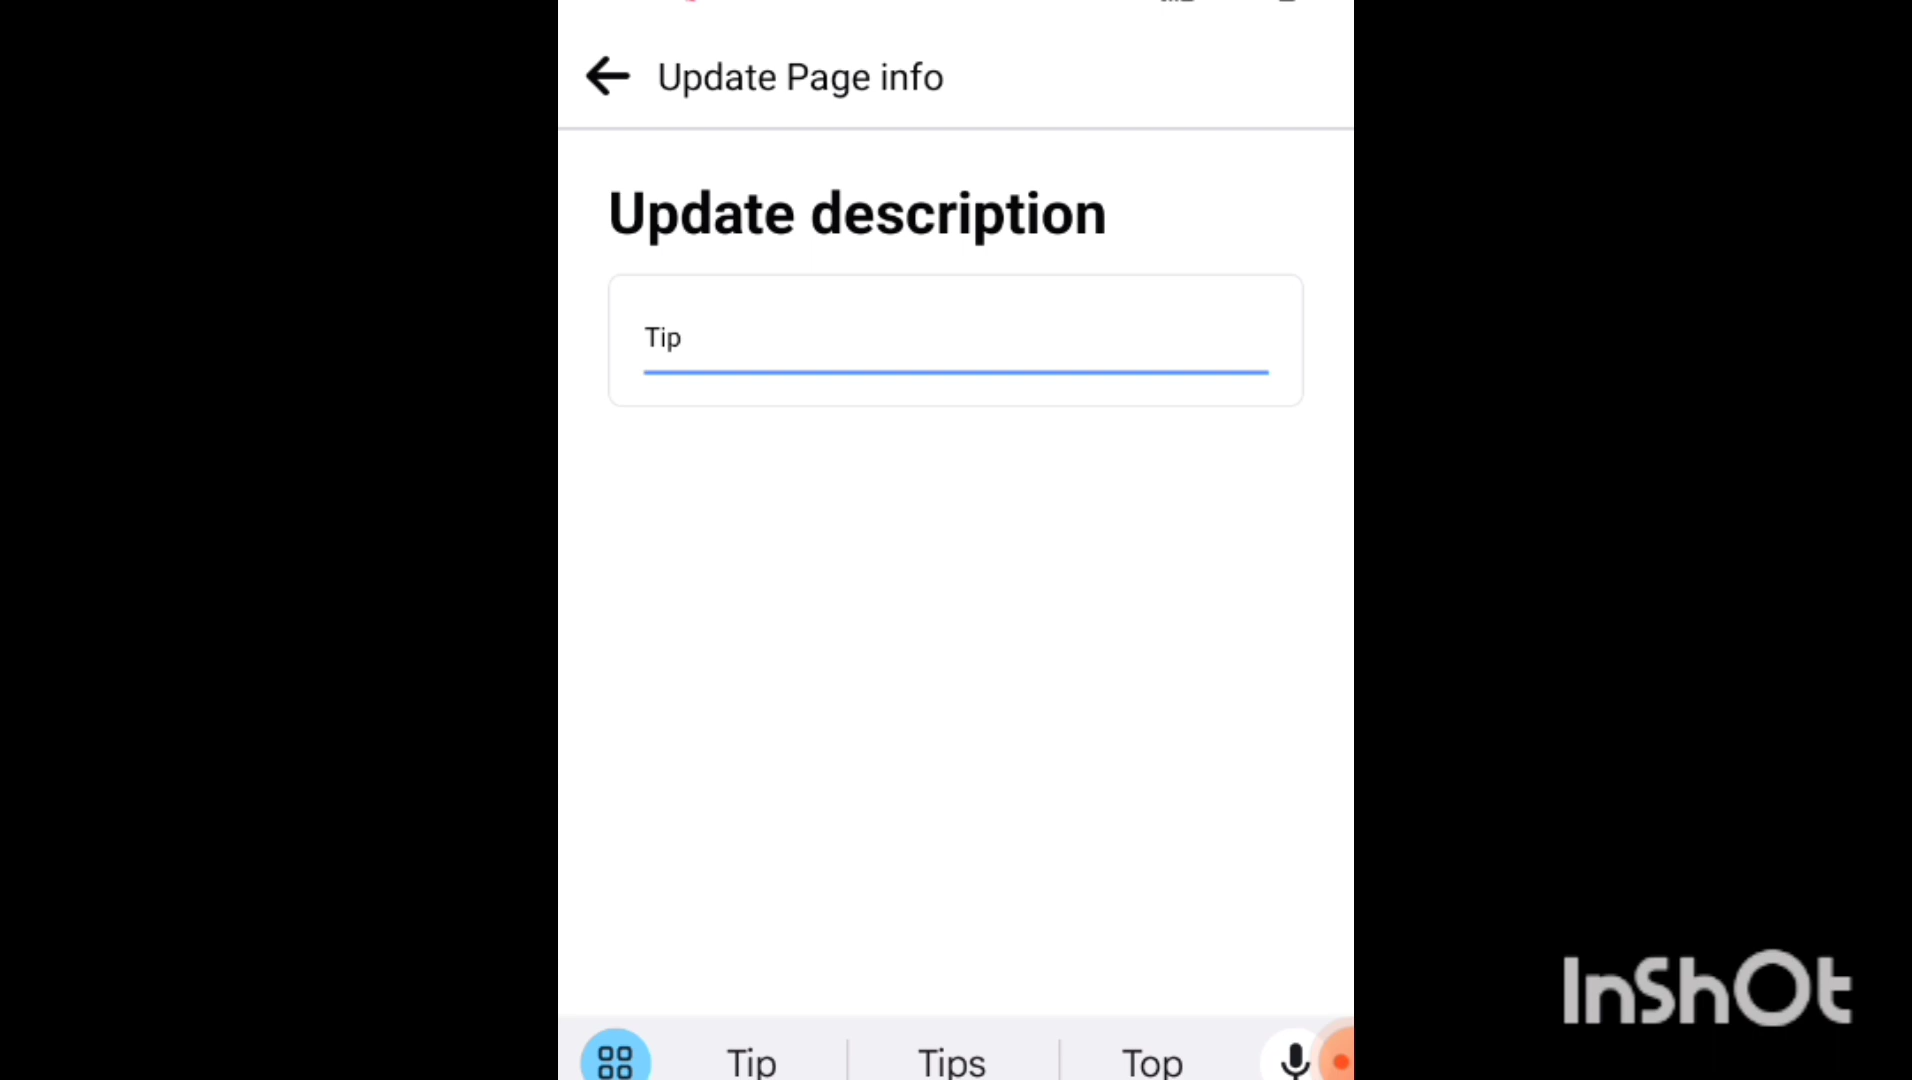 Update Page info
Update description
Tip
Tip
Tips
Top
InShOt